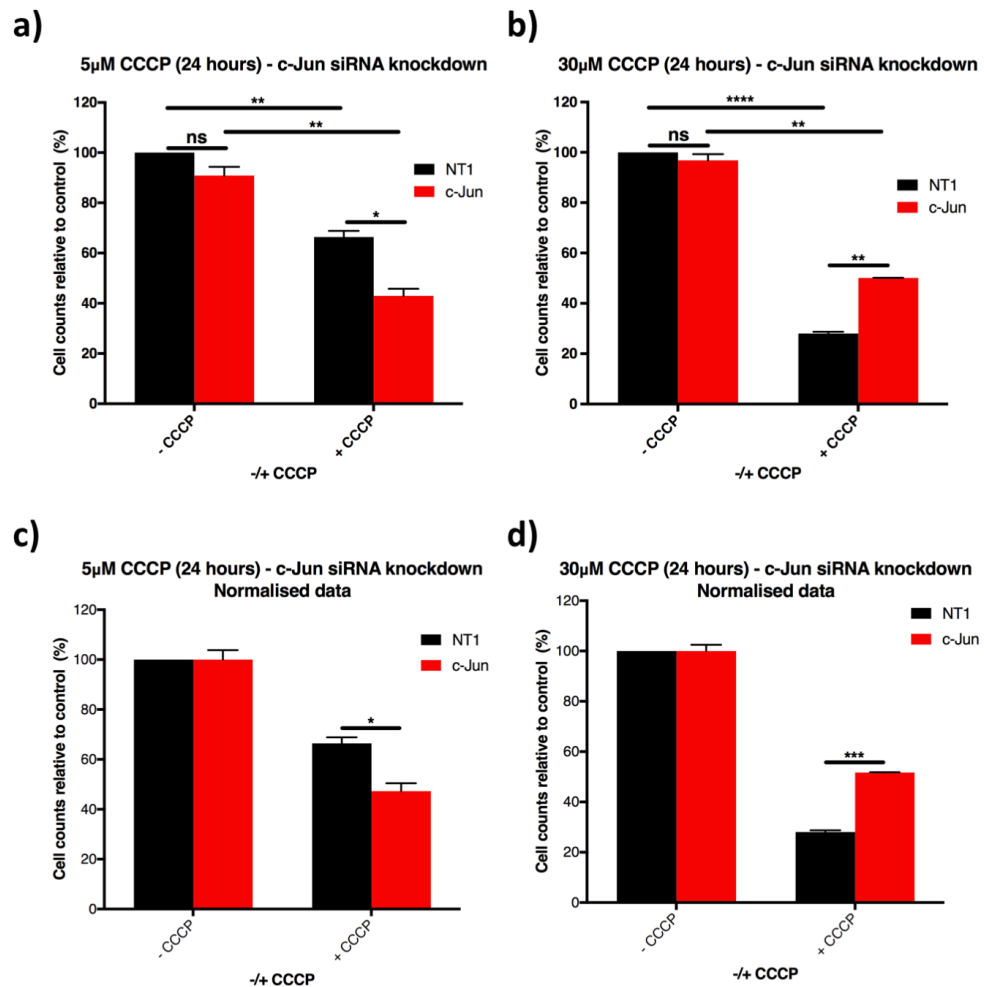 a)
5µM CCCP (24 hours) - c-Jun siRNA knockdown
Cell counts relative to control (%)
120
100
80
60
40
20
0
**
ns
**
*
NT1
c-Jun
- CCCP
+ CCCP
-/+ CCCP
b)
30µM CCCP (24 hours) - c-Jun siRNA knockdown
Cell counts relative to control (%)
120
100
80
60
40
20
0
****
ns
**
**
NT1
c-Jun
- CCCP
+ CCCP
-/+ CCCP
c)
5µM CCCP (24 hours) - c-Jun siRNA knockdown
Normalised data
Cell counts relative to control (%)
120
100
80
60
40
20
0
*
NT1
c-Jun
- CCCP
+ CCCP
-/+ CCCP
d)
30µM CCCP (24 hours) - c-Jun siRNA knockdown
Normalised data
Cell counts relative to control (%)
120
100
80
60
40
20
0
***
NT1
c-Jun
- CCCP
+ CCCP
-/+ CCCP